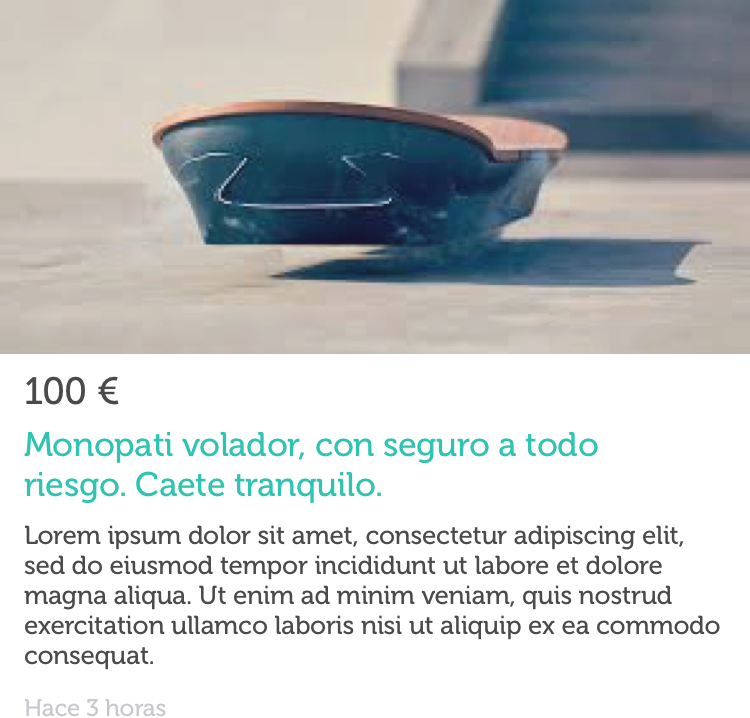 100 €
Monopati volador, con seguro a todo
riesgo. Caete tranquilo.
Lorem ipsum dolor sit amet, consectetur adipiscing elit,
sed do eiusmod tempor incididunt ut labore et dolore
magna aliqua. Ut enim ad minim veniam, quis nostrud
exercitation ullamco laboris nisi ut aliquip ex ea commodo
consequat.
Hace 3 horas